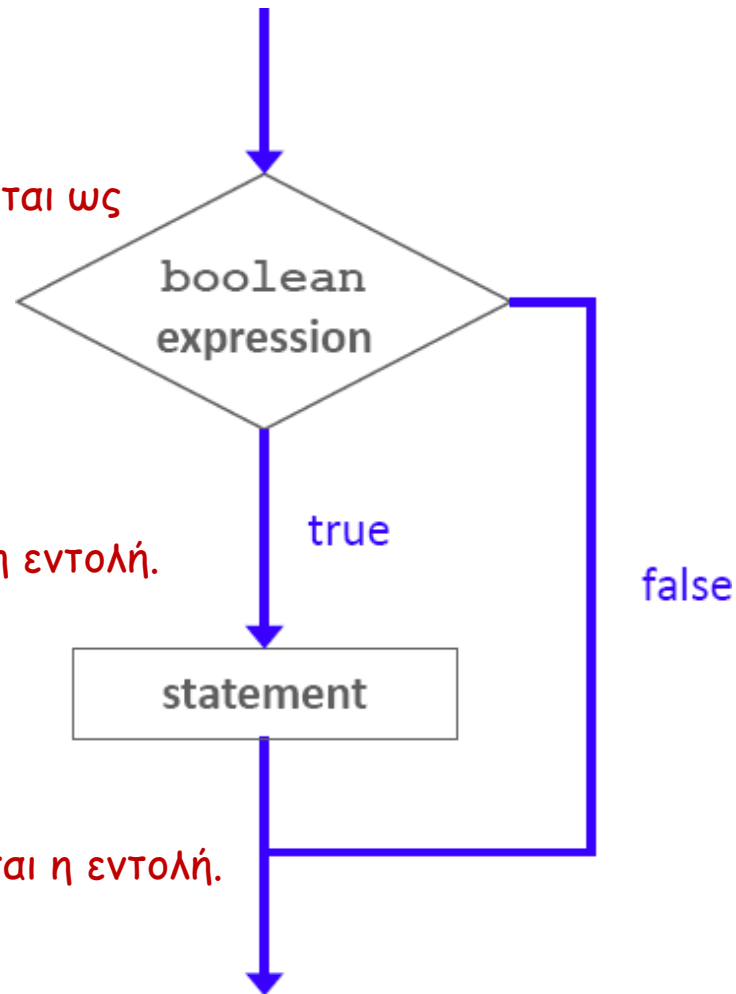 ται ως
boolean
expression
true
η εντολή.
false
statement
ται η εντολή.